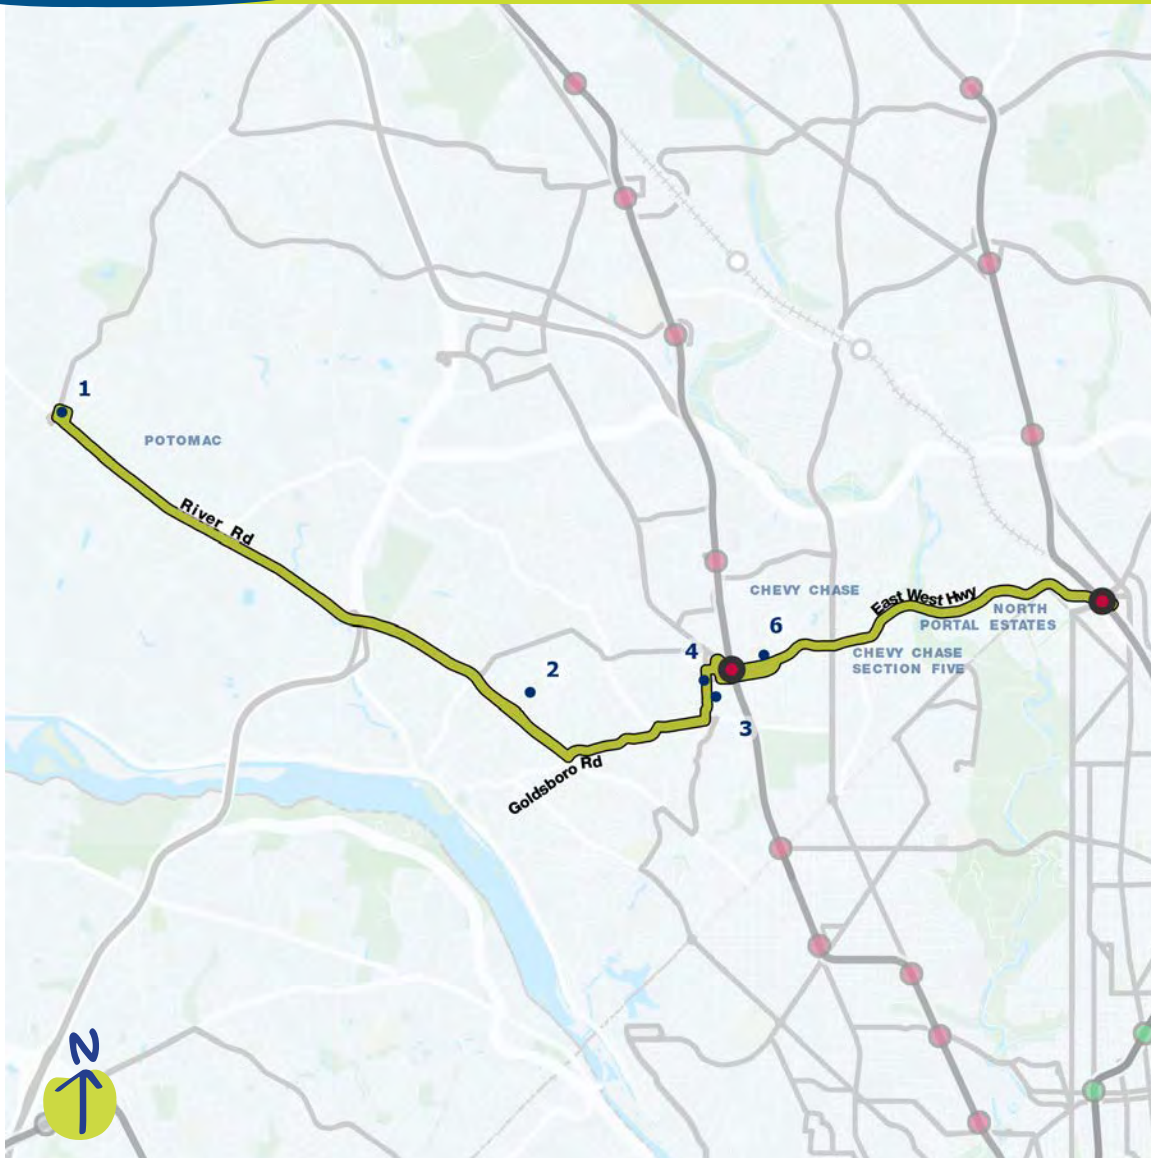 1
POTOMAC
River Rd
CHEVY CHASE
East West Hwy
NORTH
PORTAL ESTATES
6
4
CHEVY CHASE
SECTION FIVE
2
3
Goldsboro Rd
N